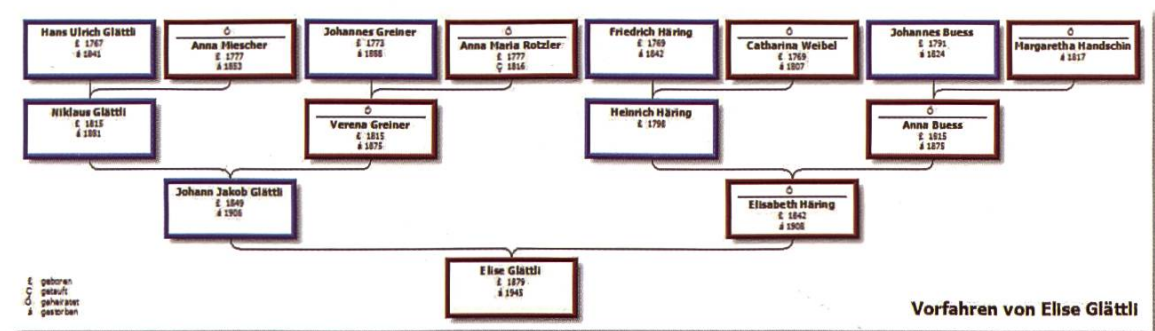 Hans Ulrich Glättli
£ 1767
á 1841
Ó
Anna Miescher
£ 1777
á 1853
Johannes Greiner
£ 1773
á 1855
Ó
Anna Maria Rotzler
£ 1777
Ç 1816
Friedrich Häring
£ 1769
á 1842
Ó
Catharina Weibel
£ 1769
á 1807
Johannes Buess
£ 1791
á 1824
Ó
Margaretha Handschin
á 1817
Niklaus Glättli
£ 1815
á 1881
Ó
Verena Greiner
£ 1815
á 1875
Heinrich Häring
£ 1798
Ó
Anna Buess
£ 1815
á 1875
Johann Jakob Glättli
£ 1849
á 1906
Ó
Elisabeth Häring
£ 1842
á 1908
Elise Glättli
£ 1879
á 1945
£ geboren
Ç getauft
Ó geheiratet
á gestorben
Vorfahren von Elise Glättli